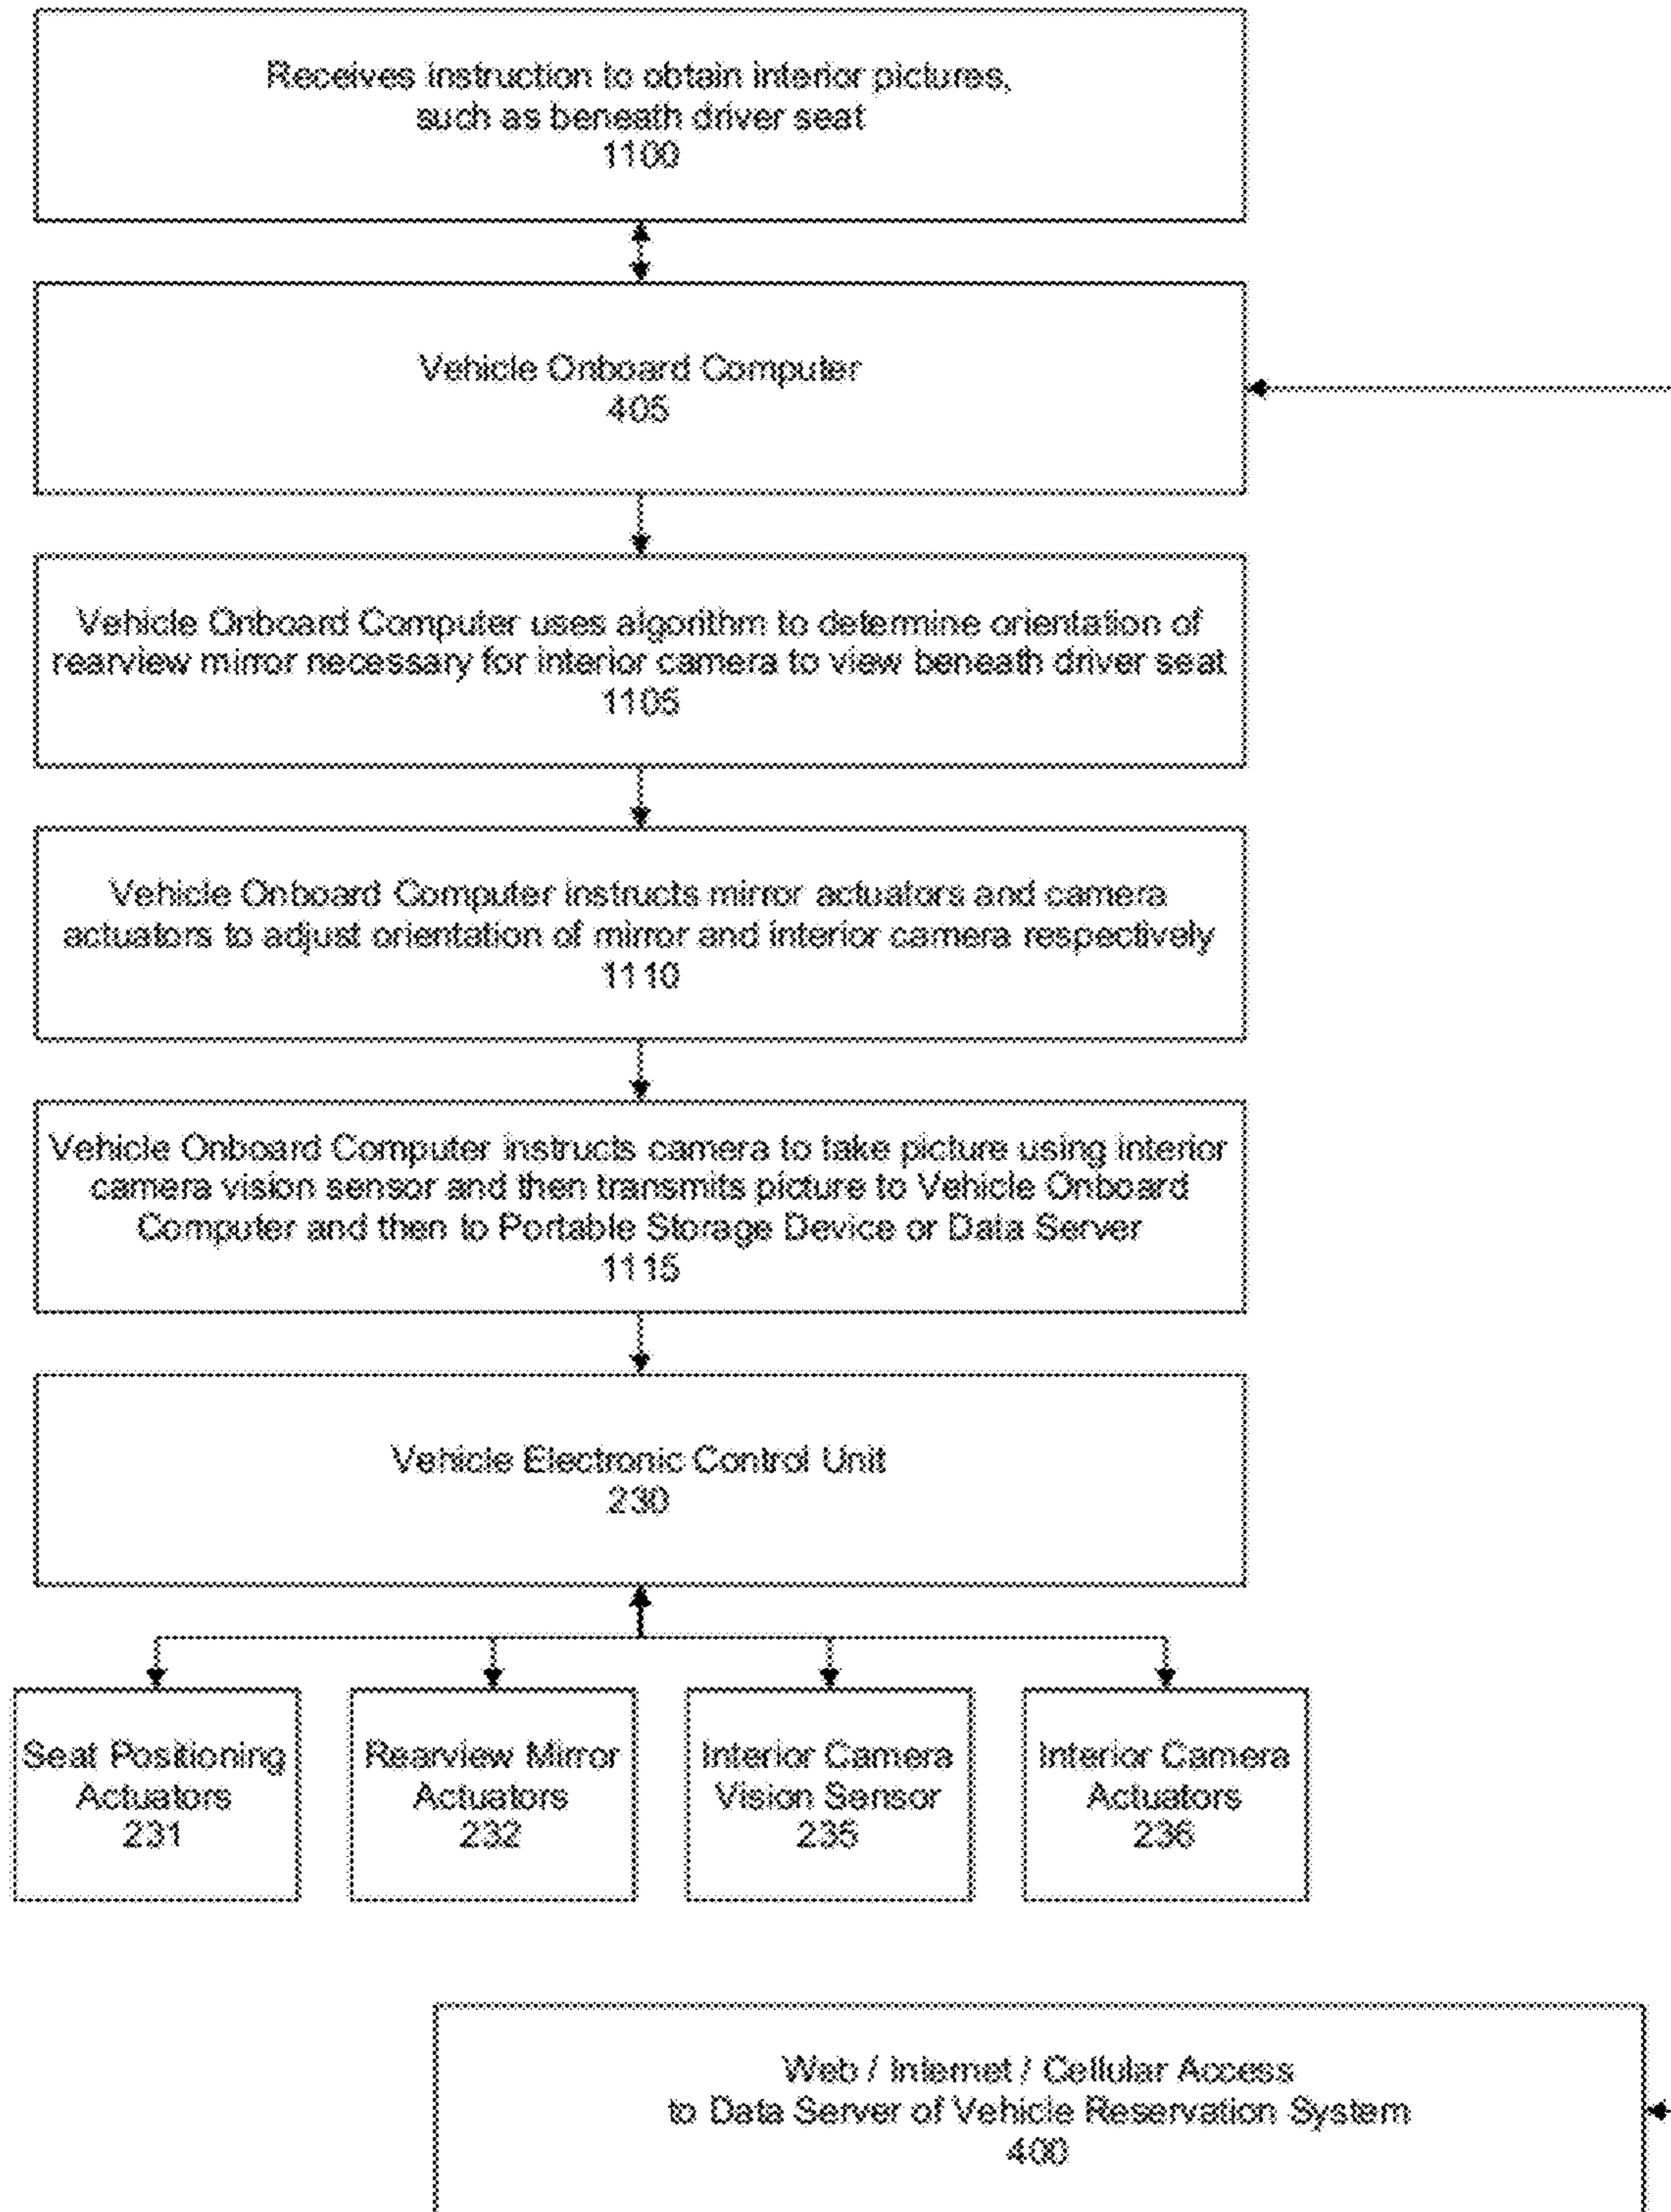 Receives instruction to obtain interior pictures,
such as beneath driver seat
1100
Vehicle Onboard Computer
405
Vehicle Onboard Computer uses algorithm to determine orientation of
rearview mirror necessary for interior camera to view beneath driver seat
1105
Vehicle Onboard Computer instructs mirror actuators and camera
actuators to adjust orientation of mirror and interior camera respectively
1110
Vehicle Onboard Computer instructs camera to take picture using interior
camera vision sensor and then transmits picture to Vehicle Onboard
Computer and then to Portable Storage Device or Data Server
1115
Vehicle Electronic Control Unit
230
Seat Positioning
Actuators
231
Rearview Mirror
Actuators
232
Interior Camera
Vision Sensor
235
Interior Camera
Actuators
236
Web / Internet / Cellular Access
to Data Server of Vehicle Reservation System
400